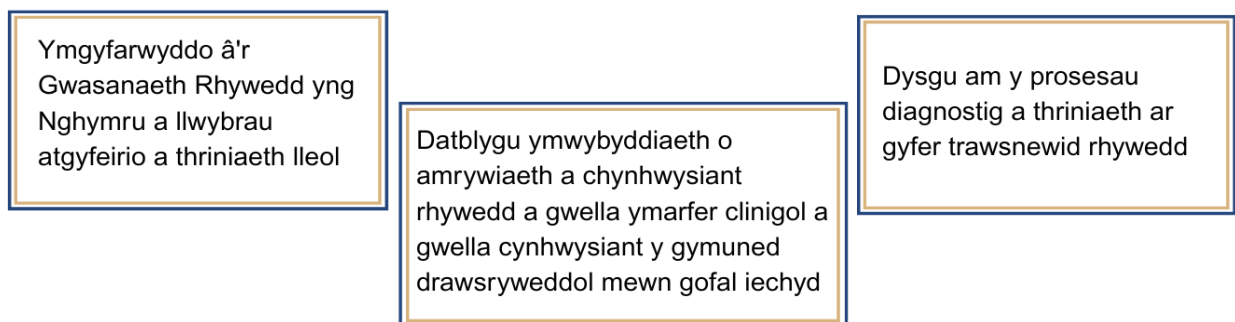 Ymgyfarwyddo â'r
Gwasanaeth Rhywedd yng
Nghymru a llwybrau
atgyfeirio a thriniaeth lleol
Datblygu ymwybyddiaeth o
amrywiaeth a chynhwysiant
rhywedd a gwella ymarfer clinigol a
gwella cynhwysiant y gymuned
drawsryweddol mewn gofal iechyd
Dysgu am y prosesau
diagnostig a thriniaeth ar
gyfer trawsnewid rhywedd